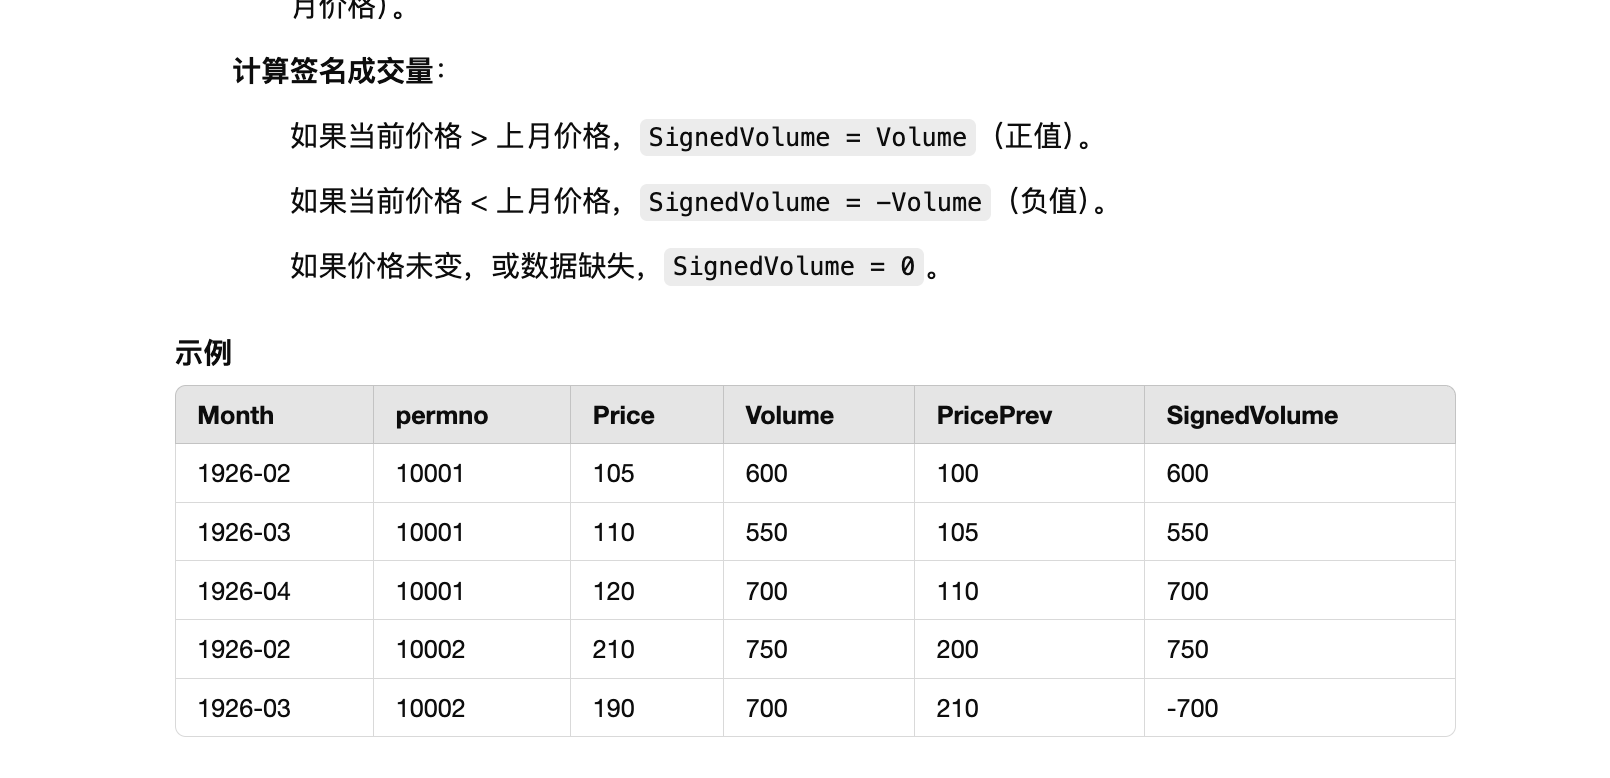 月价格）。
计算签名成交量：
如果当前价格 > 上月价格，SignedVolume = Volume（正值）。
如果当前价格 < 上月价格，SignedVolume = -Volume（负值）。
如果价格未变，或数据缺失，SignedVolume = 0。
示例
Month permno Price Volume PricePrev SignedVolume
1926-02 10001 105 600 100 600
1926-03 10001 110 550 105 550
1926-04 10001 120 700 110 700
1926-02 10002 210 750 200 750
1926-03 10002 190 700 210 -700